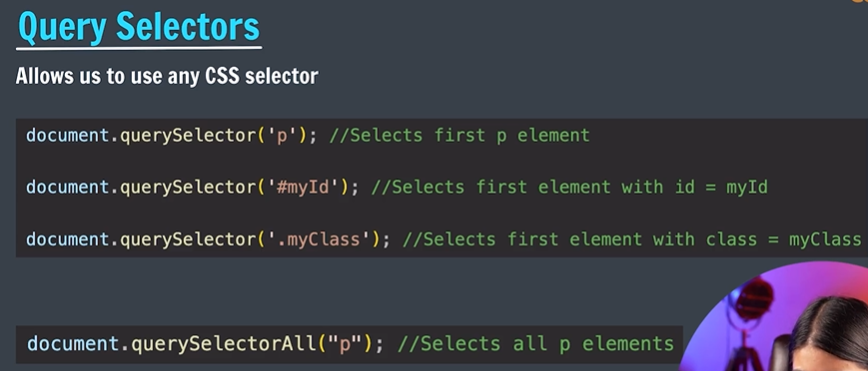 Query Selectors
Allows us to use any CSS selector
document.querySelector('p'); //Selects first p element
document.querySelector('#myId'); //Selects first element with id = myId
document.querySelector('.myClass'); //Selects first element with class = myClass
document.querySelectorAll("p"); //Selects all p elements